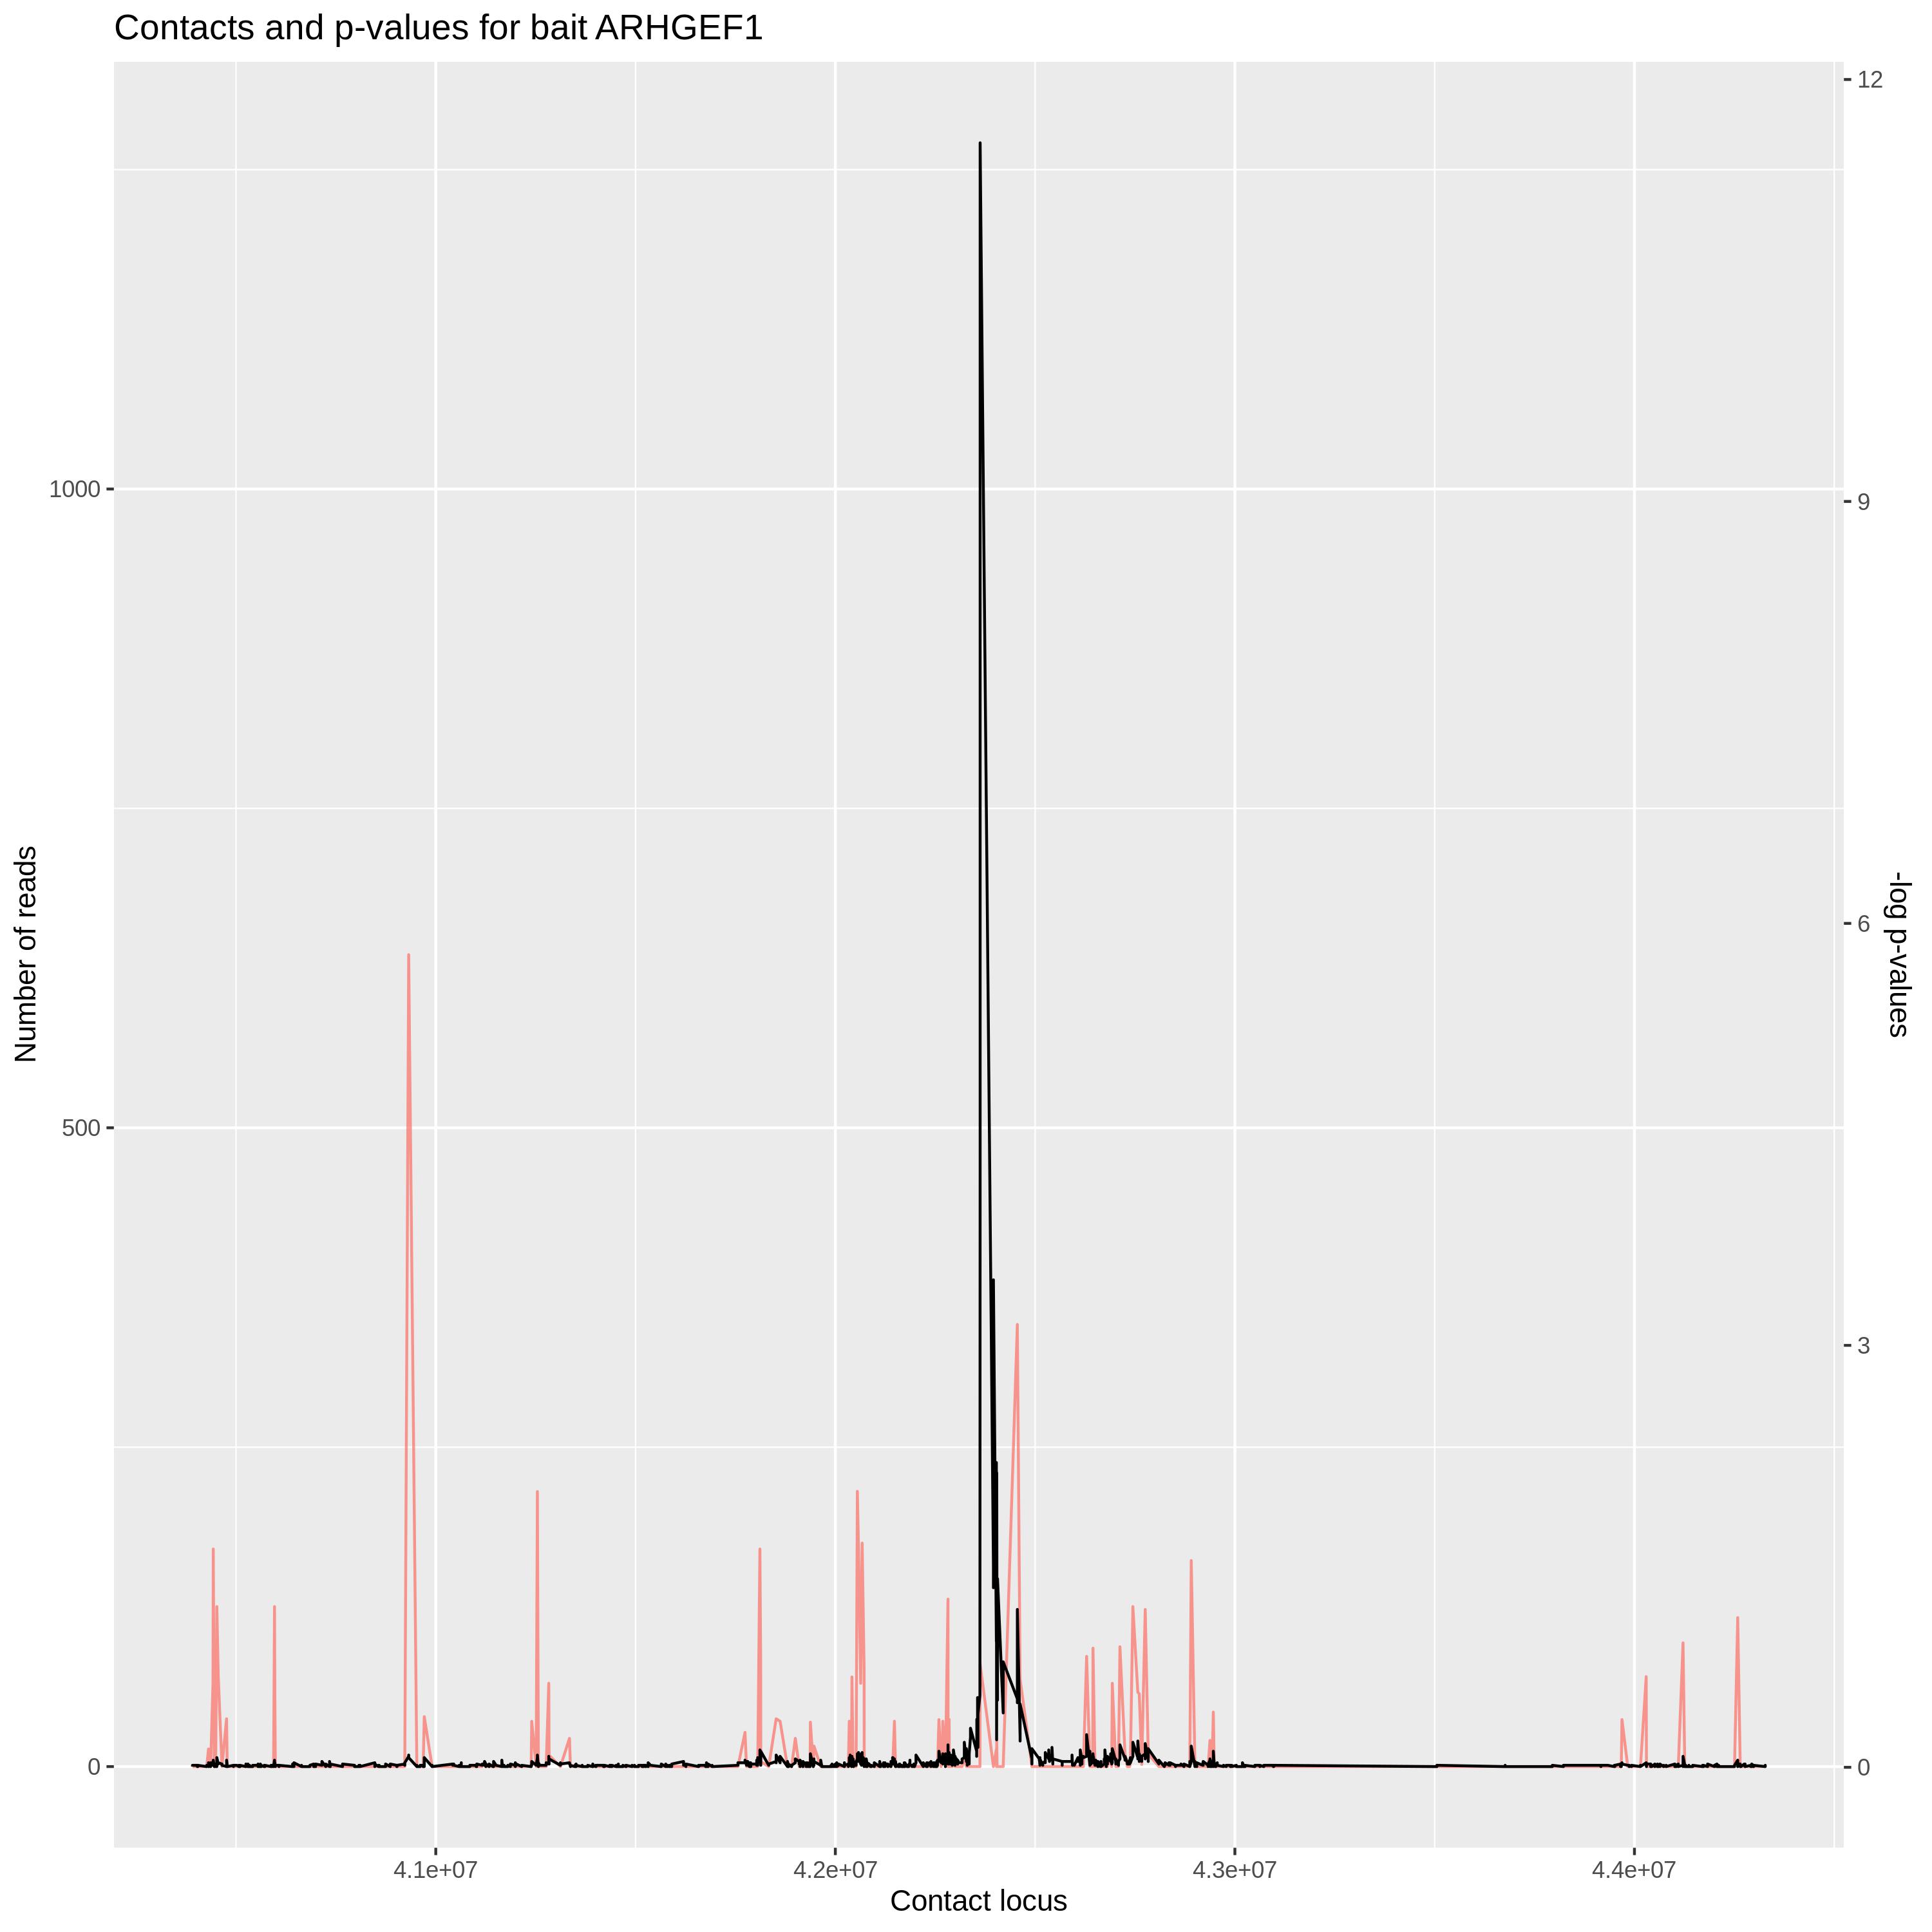 Contacts and p-values for bait ARHGEF1
12
1000
9
Number of reads
-log p-values
6
500
3
0
0
4.1e+07
4.2e+07
4.3e+07
4.4e+07
Contact locus